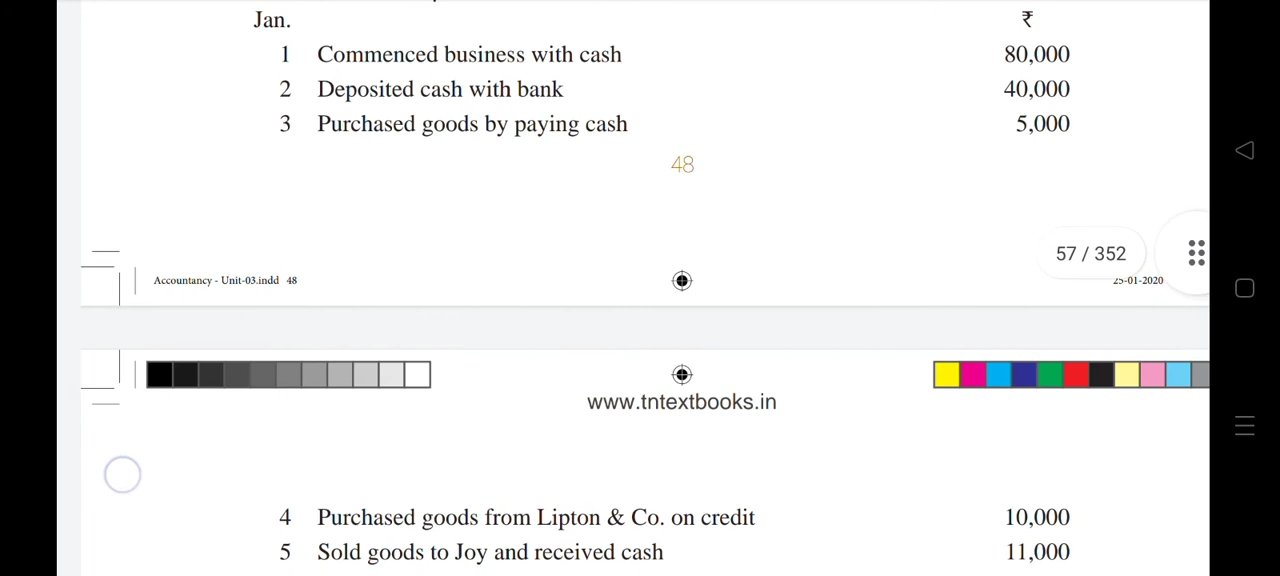 Jan. ₹
1 Commenced business with cash 80,000
2 Deposited cash with bank 40,000
3 Purchased goods by paying cash 5,000
48
57 / 352
Accountancy - Unit-03.indd 48 25-01-2020
www.tntextbooks.in
4 Purchased goods from Lipton & Co. on credit 10,000
5 Sold goods to Joy and received cash 11,000